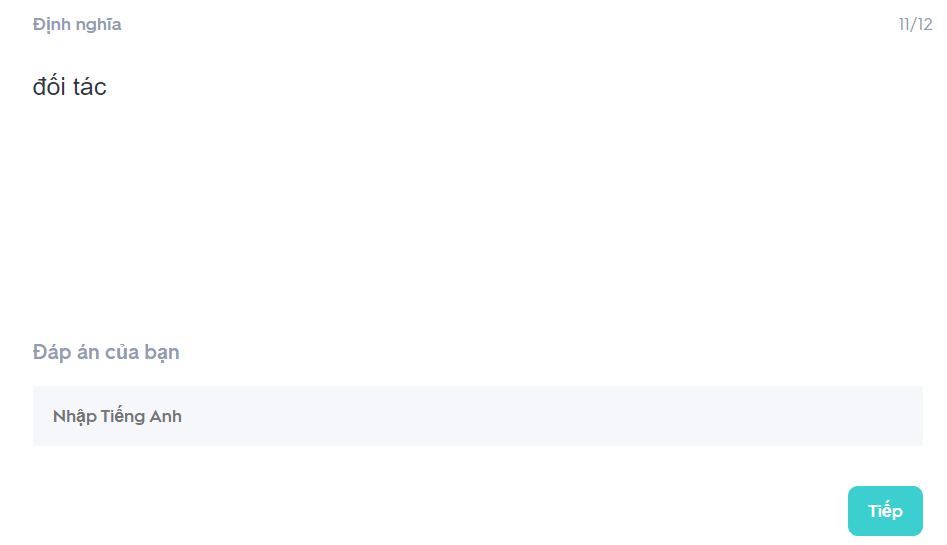 Định nghĩa
11/12
đối tác
Đáp án của bạn
Nhập Tiếng Anh
Tiếp